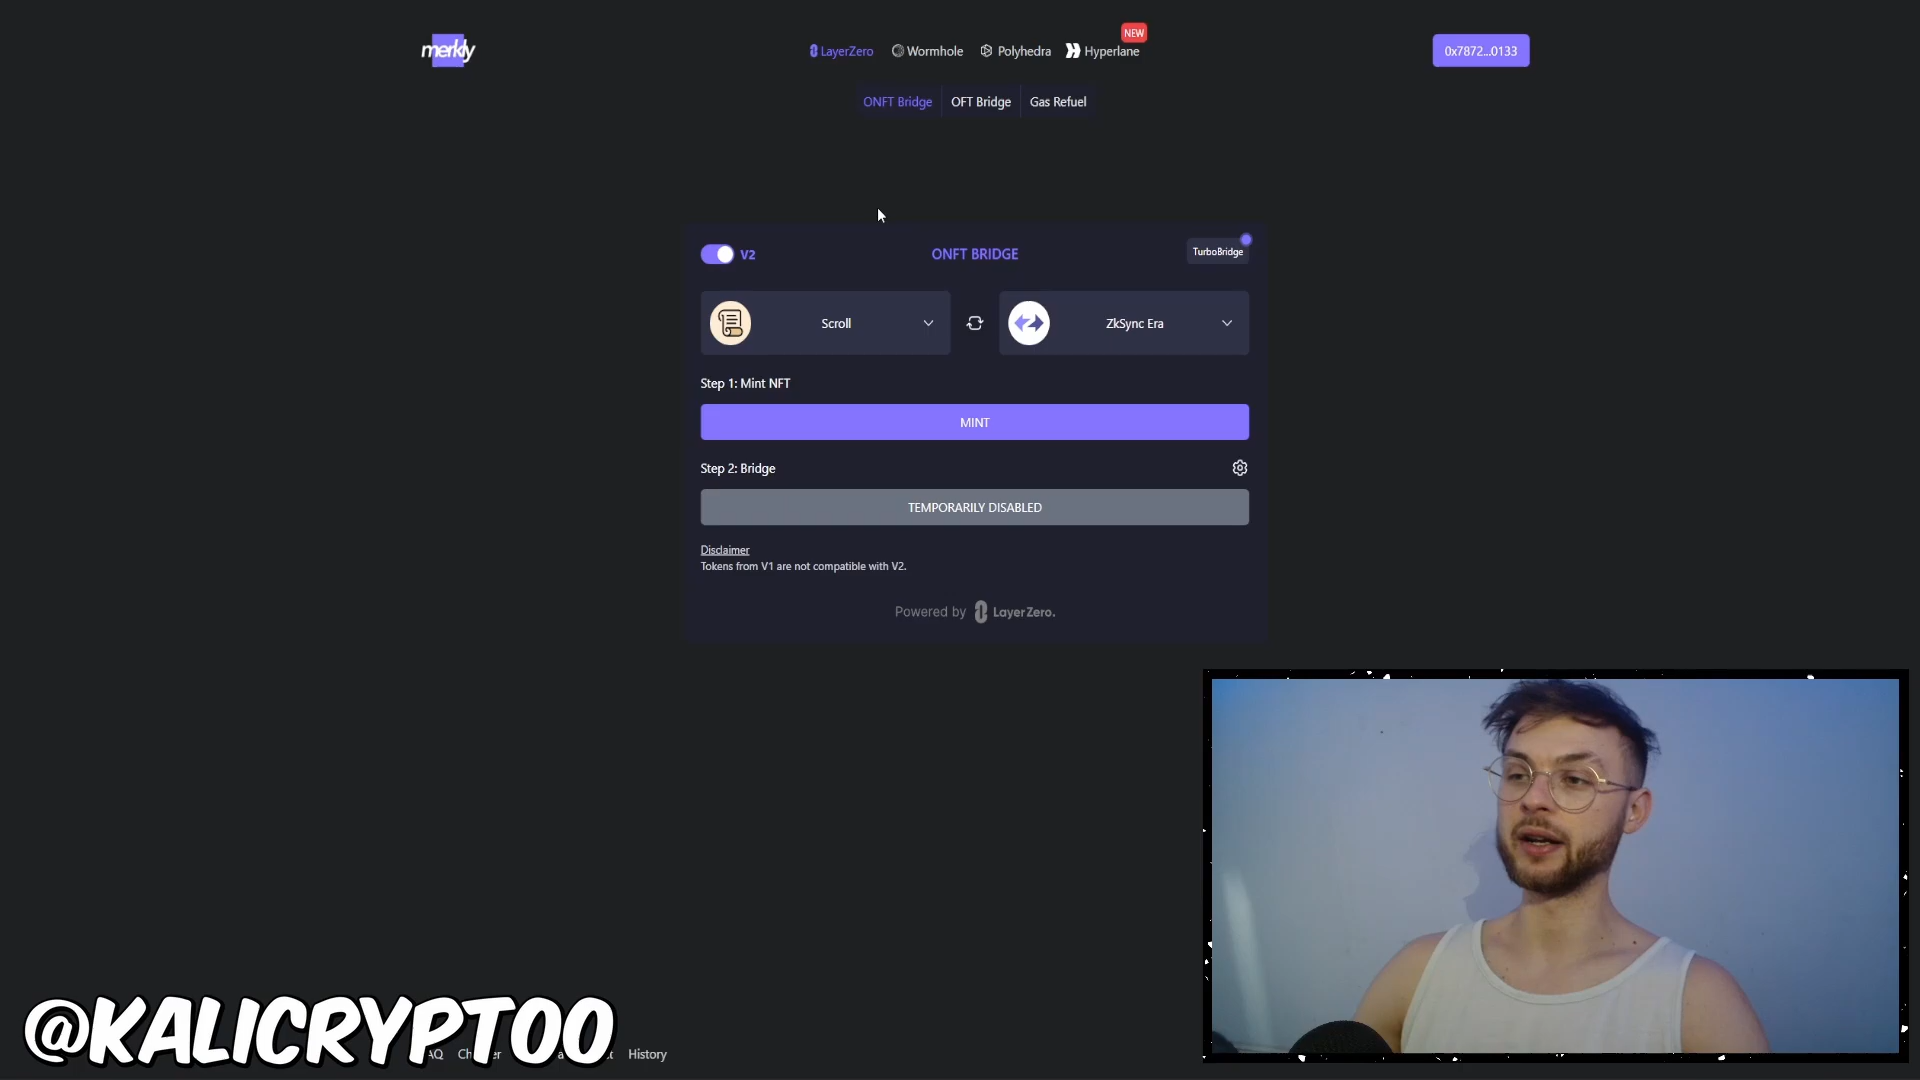 merkly
LayerZero Wormhole Polyhedra Hyperlane NEW
0x7872...0133
ONFT Bridge OFT Bridge Gas Refuel
V2 ONFT BRIDGE TurboBridge
Scroll ZkSync Era
Step 1: Mint NFT
MINT
Step 2: Bridge
TEMPORARILY DISABLED
Disclaimer
Tokens from V1 are not compatible with V2.
Powered by LayerZero.
@KALICRYPTOO
History